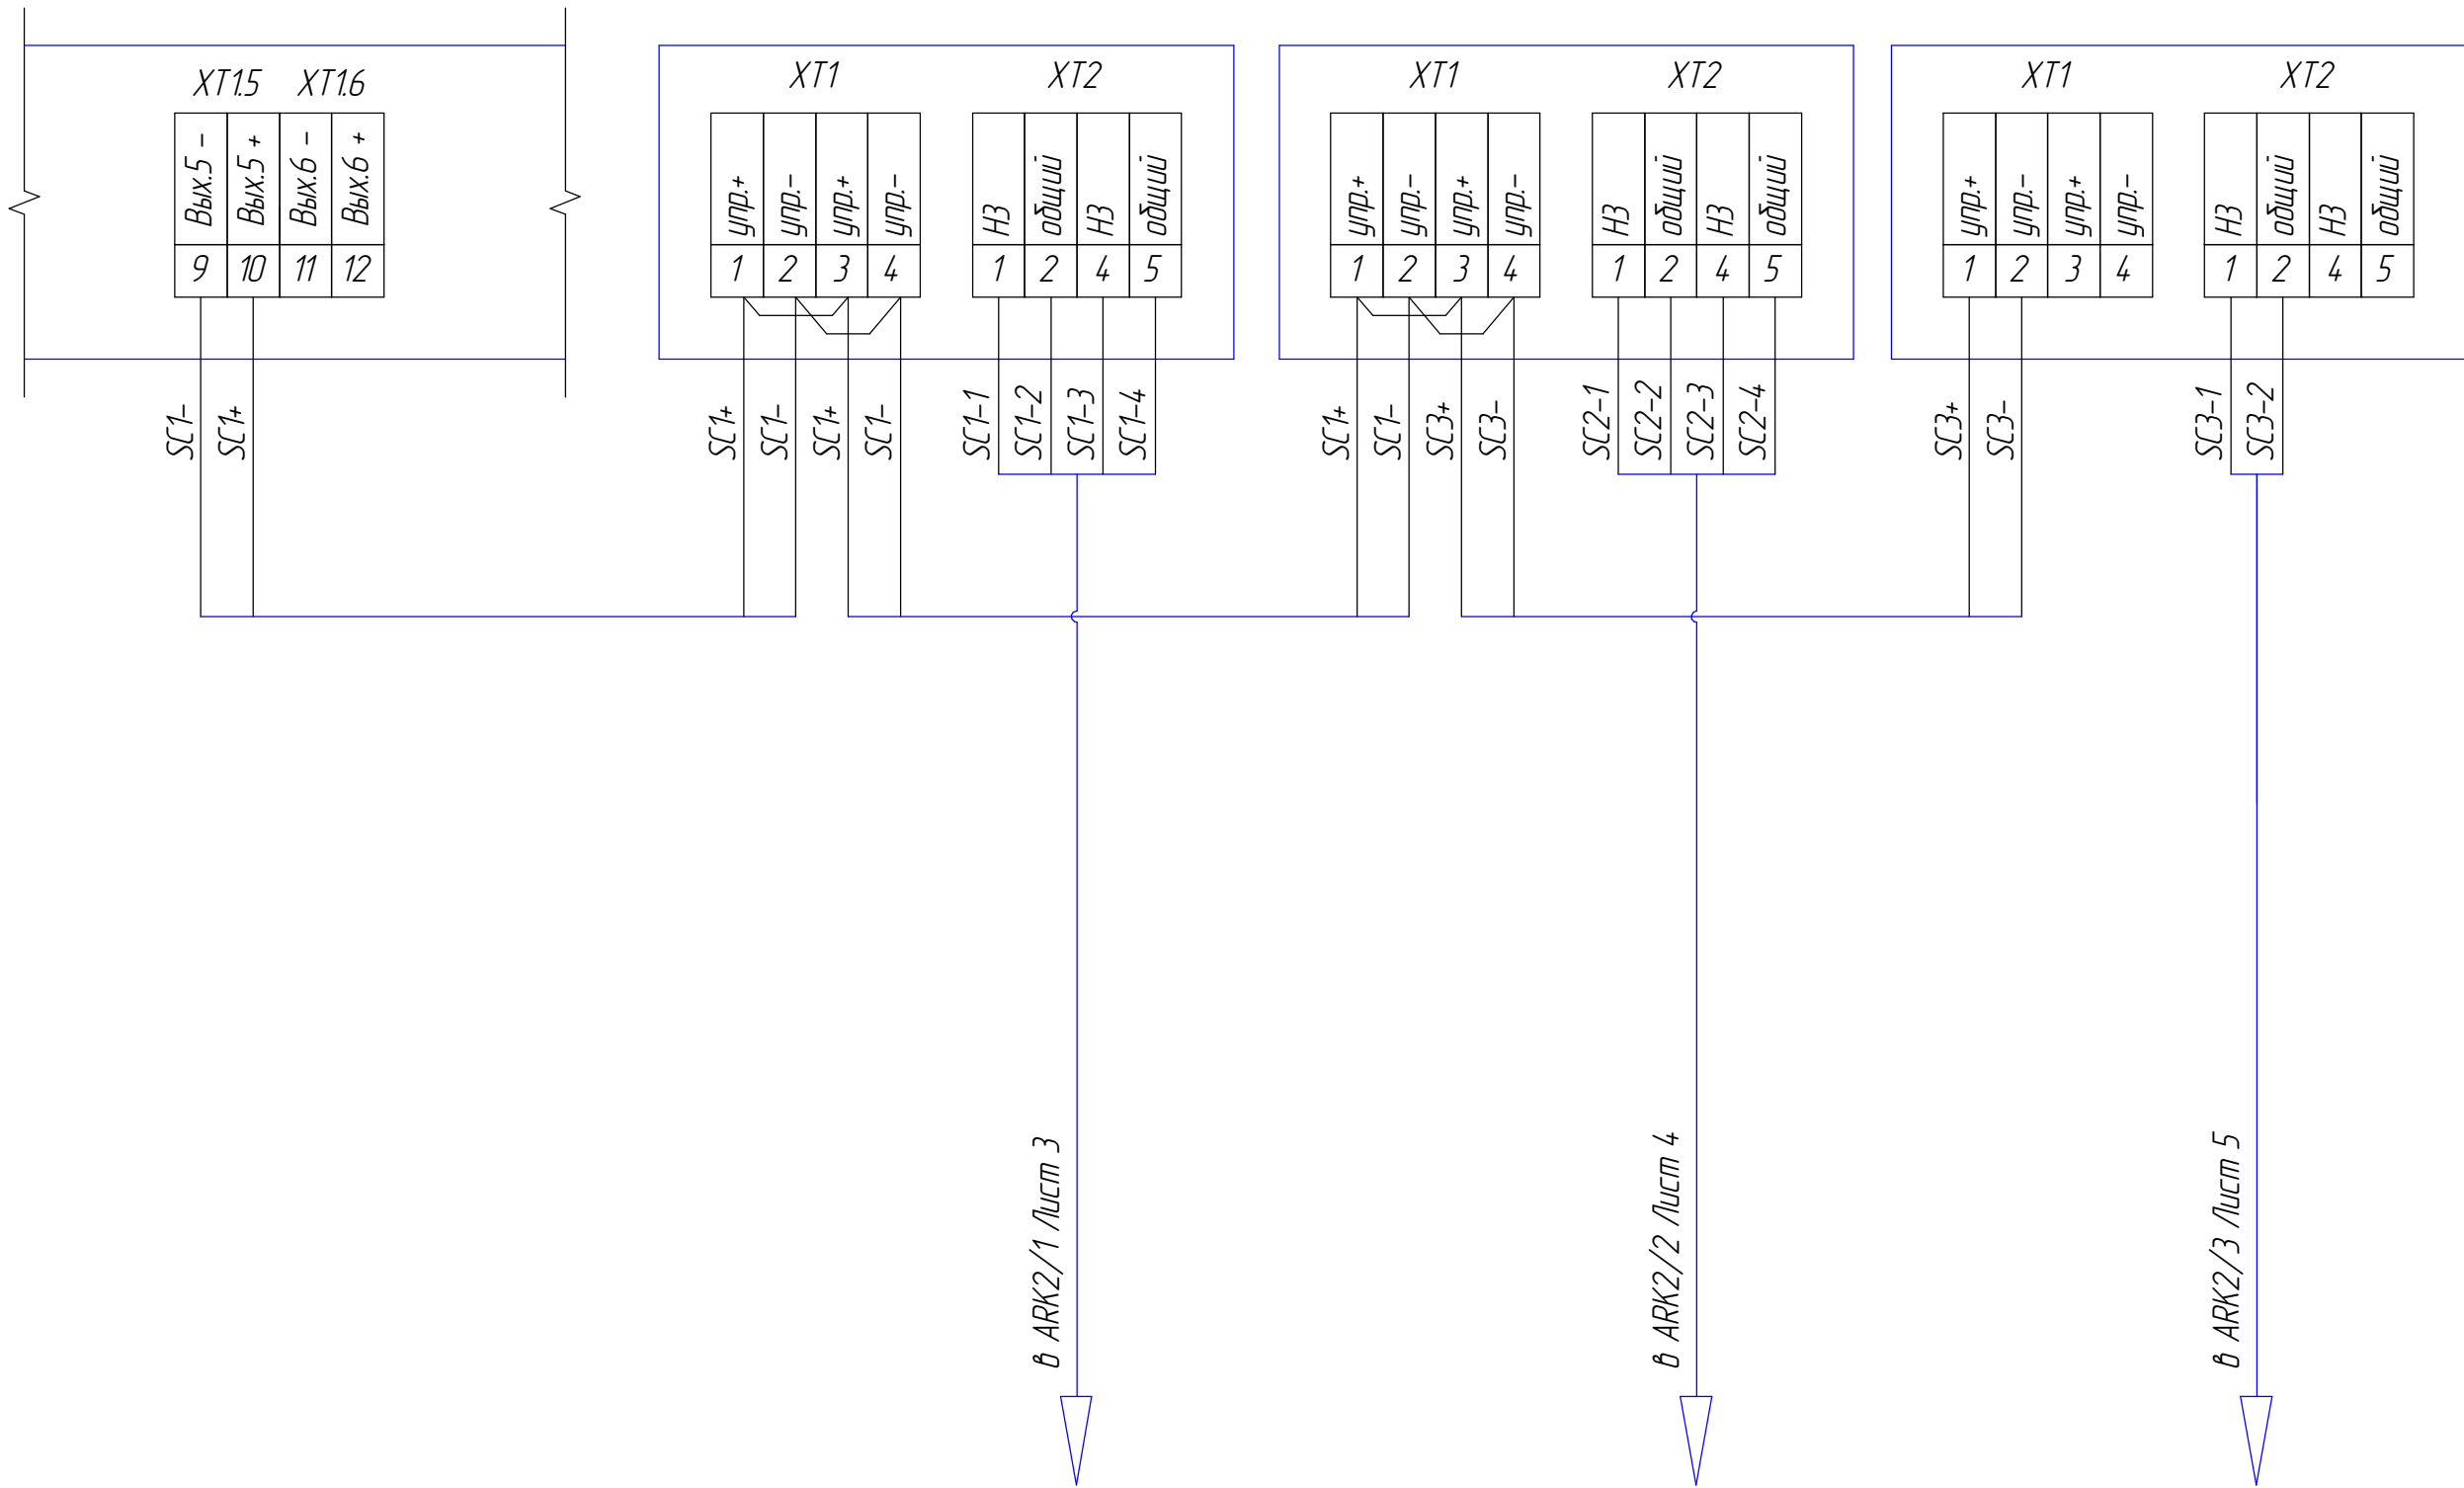 XT1.5 XT1.6
Вых.5 -
Вых.5 +
Вых.6 -
Вых.6 +
9 10 11 12
SC1-
SC1+
XT1
упр.+
упр.-
упр.+
упр.-
1 2 3 4
SC1+
SC1-
SC1+
SC1-
XT2
НЗ
общий
НЗ
общий
1 2 4 5
SC1-1
SC1-2
SC1-3
SC1-4
в ARK2/1 Лист 3
XT1
упр.+
упр.-
упр.+
упр.-
1 2 3 4
SC1+
SC1-
SC3+
SC3-
XT2
НЗ
общий
НЗ
общий
1 2 4 5
SC2-1
SC2-2
SC2-3
SC2-4
в ARK2/2 Лист 4
XT1
упр.+
упр.-
упр.+
упр.-
1 2 3 4
SC3+
SC3-
XT2
НЗ
общий
НЗ
общий
1 2 4 5
SC3-1
SC3-2
в ARK2/3 Лист 5